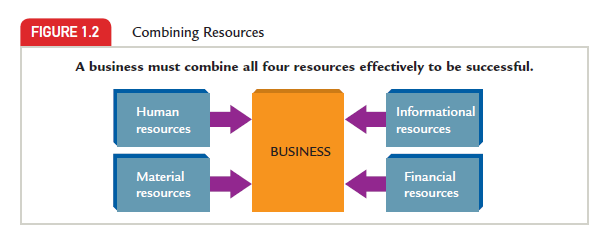 FIGURE 1.2 Combining Resources
A business must combine all four resources effectively to be successful.
Human
resources
Material
resources
BUSINESS
Informational
resources
Financial
resources